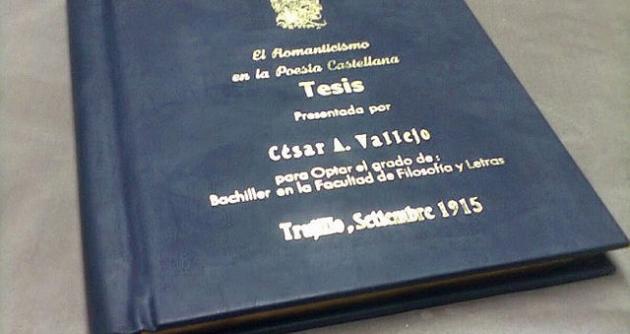 El Romanticismo
en la Poesia Castellana
Tesis
Presentada por
César A. Vallejo
para Optar el grado de:
Bachiller en la Facultad de Filosofía y Letras
Trujillo, Setiembre 1915